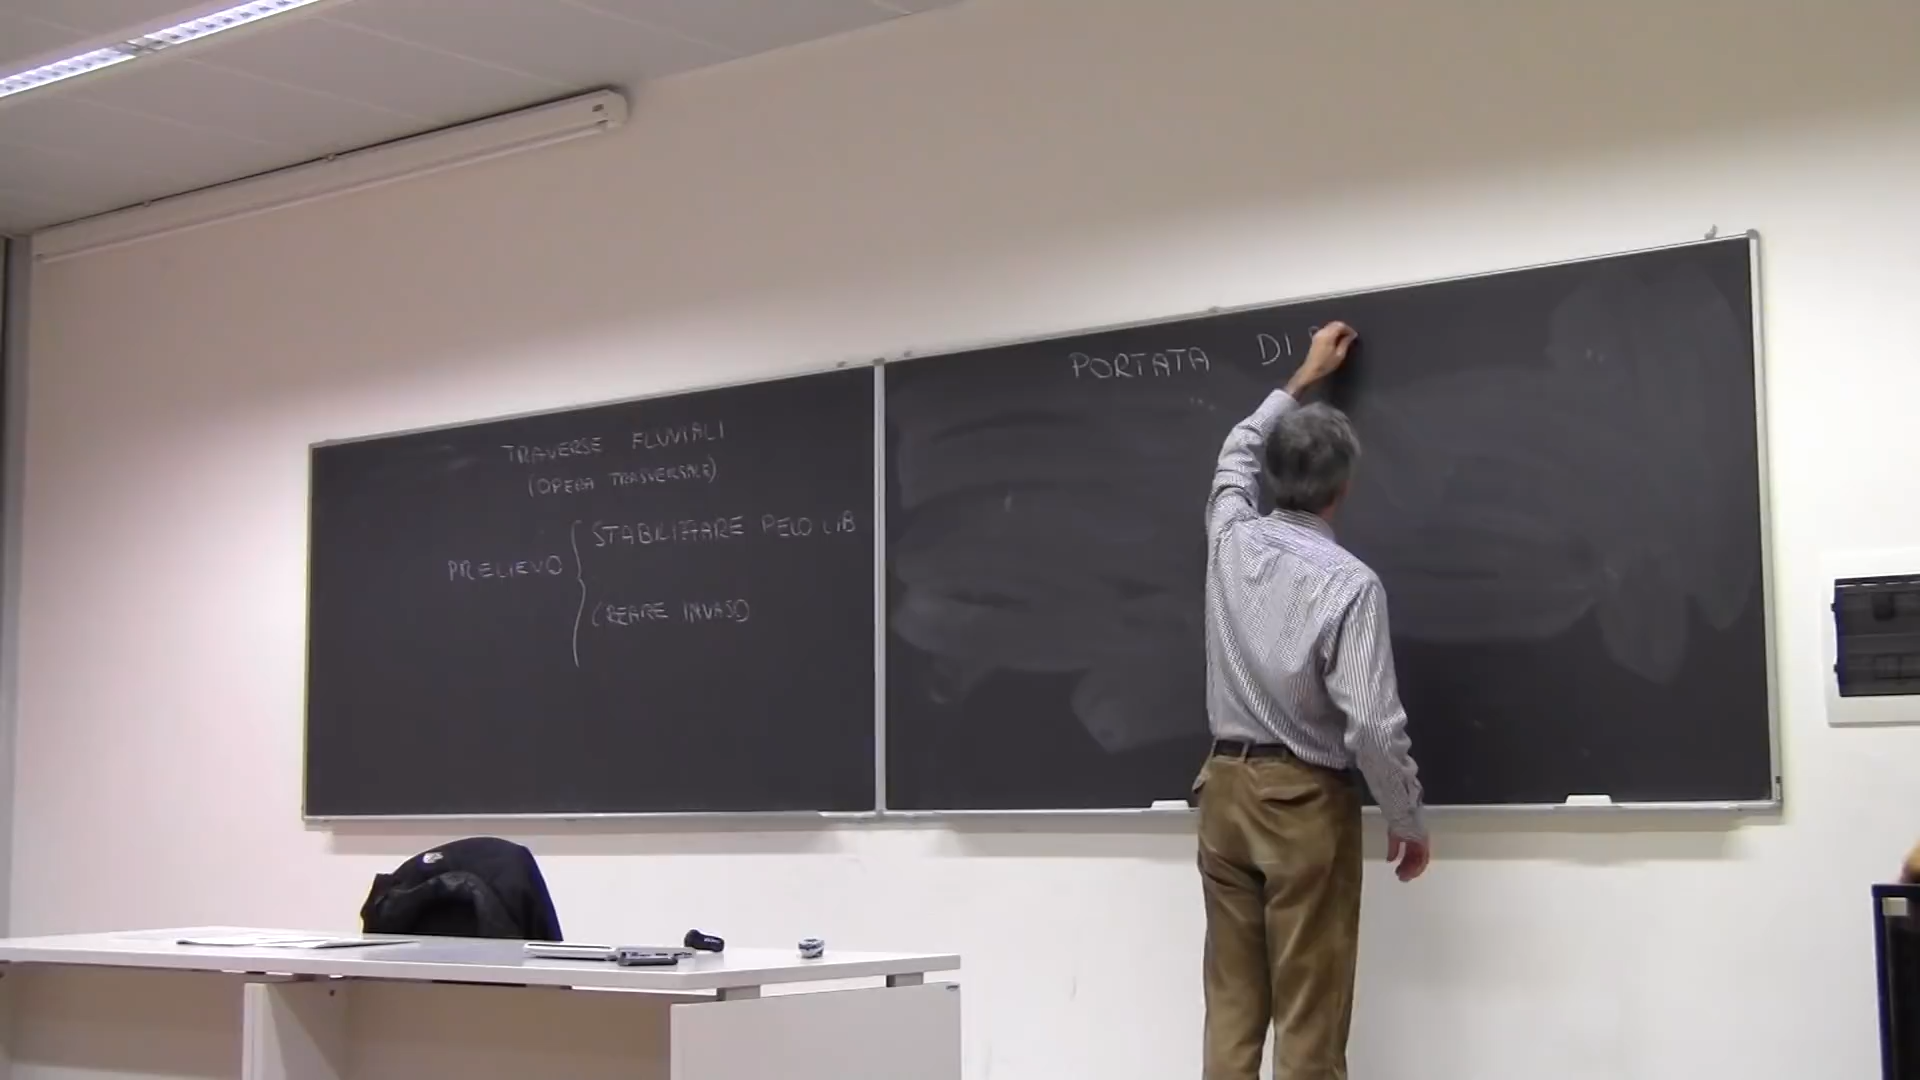 TRAVERSE FLUVIALI
(OPERA TRASVERSALE)
PRELIEVO
STABILIZZARE PELO LIB
CREARE INVASO
PORTATA DI